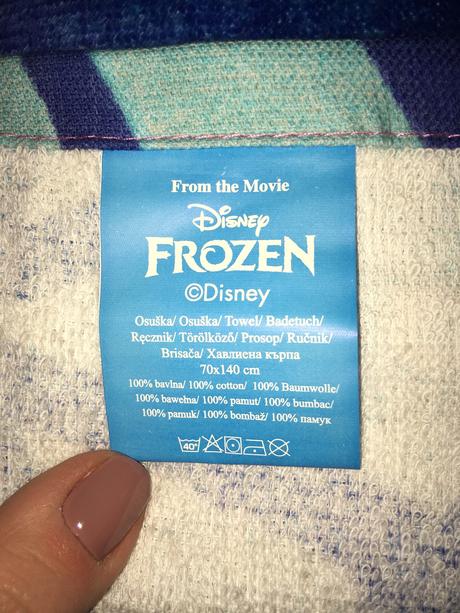 From the Movie
Disney
FROZEN
©Disney
Osuška/ Osuška/ Towel/ Badetuch/
Ręcznik/ Törölköző/ Prosop/ Ručnik/
Brisača/ Хавлиена кърпа
70x140 cm
100% bavlna/ 100% cotton/ 100% Baumwolle/
100% bawełna/ 100% pamut/ 100% bumbac/
100% pamuk/ 100% bombaž/ 100% памук
40°